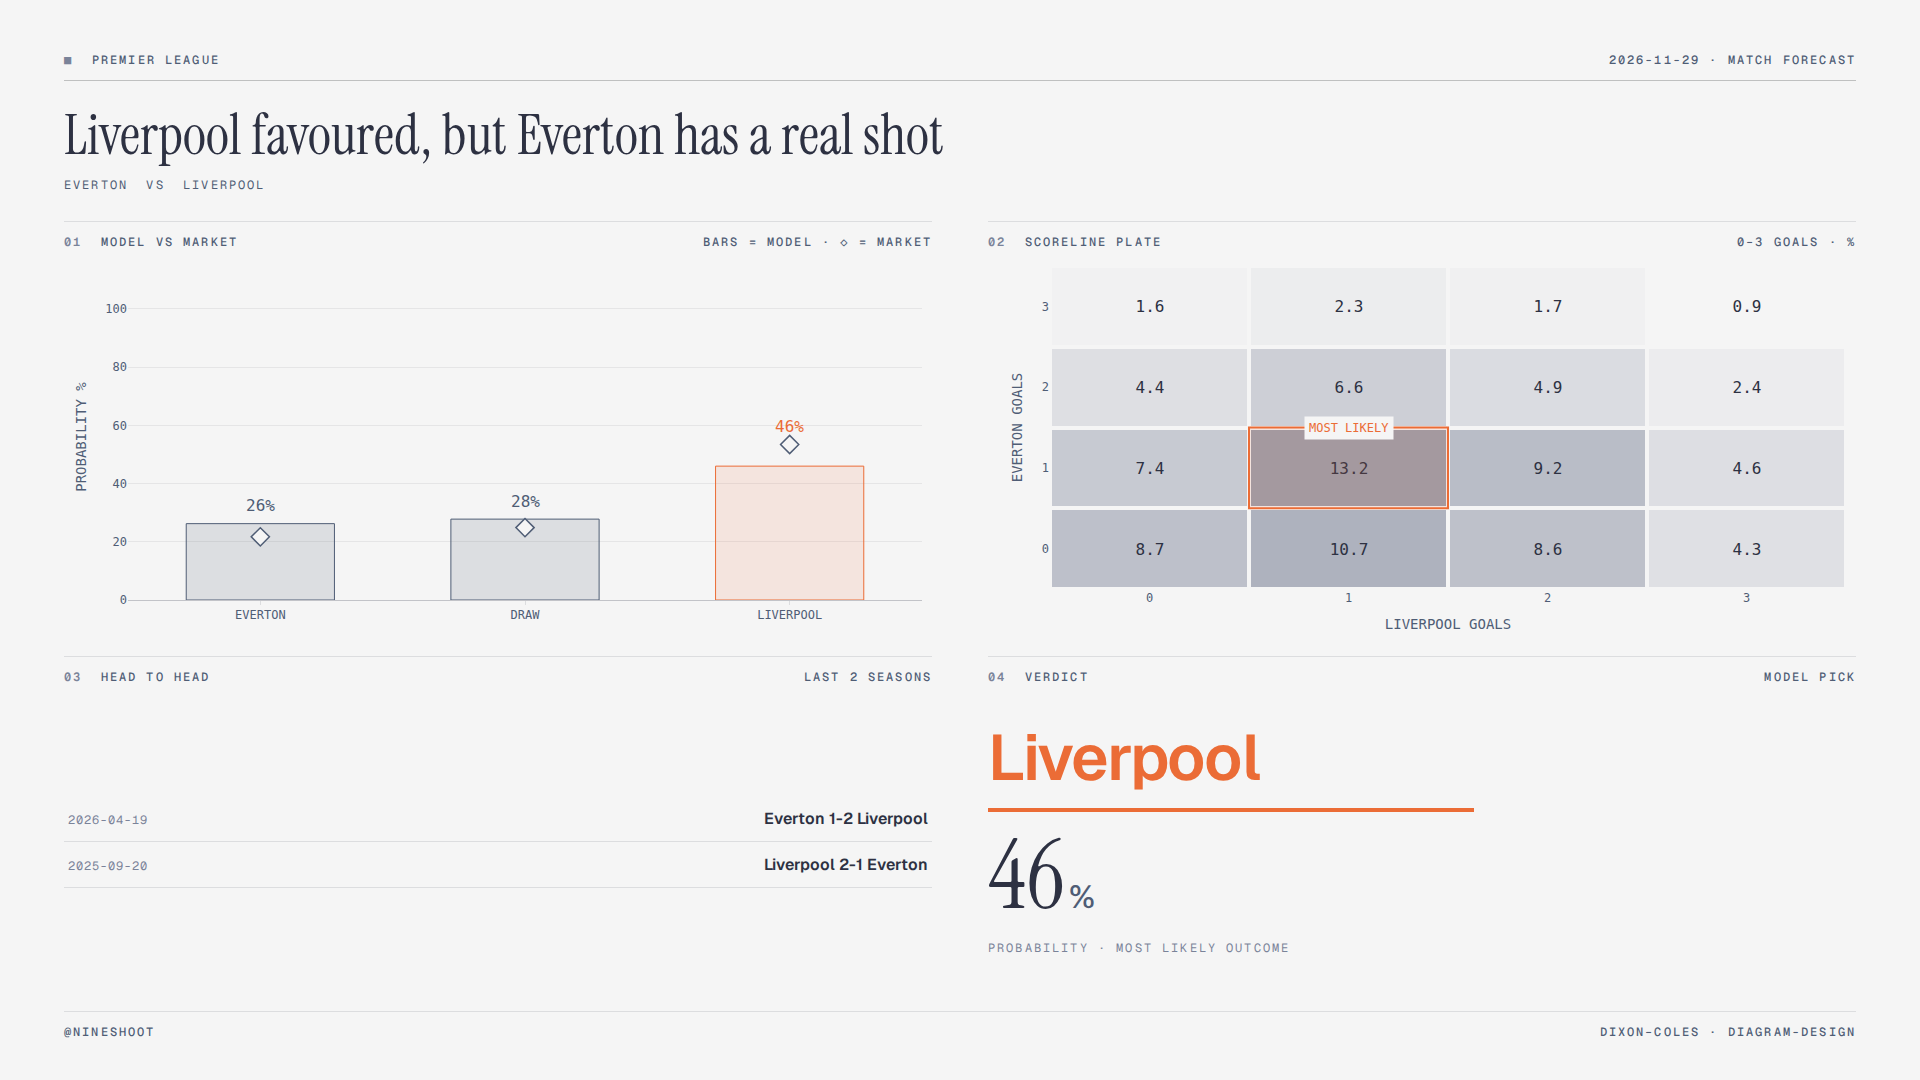 ■ PREMIER LEAGUE
2026-11-29 · MATCH FORECAST
Liverpool favoured, but Everton has a real shot
EVERTON VS LIVERPOOL
01 MODEL VS MARKET
BARS = MODEL · ◇ = MARKET
PROBABILITY %
100
80
60
40
20
0
26%
28%
46%
EVERTON
DRAW
LIVERPOOL
02 SCORELINE PLATE
0–3 GOALS · %
EVERTON GOALS
3 1.6 2.3 1.7 0.9
2 4.4 6.6 4.9 2.4
MOST LIKELY
1 7.4 13.2 9.2 4.6
0 8.7 10.7 8.6 4.3
0 1 2 3
LIVERPOOL GOALS
03 HEAD TO HEAD
LAST 2 SEASONS
2026-04-19 Everton 1-2 Liverpool
2025-09-20 Liverpool 2-1 Everton
04 VERDICT
MODEL PICK
Liverpool
46%
PROBABILITY · MOST LIKELY OUTCOME
@NINESHOOT
DIXON–COLES · DIAGRAM-DESIGN